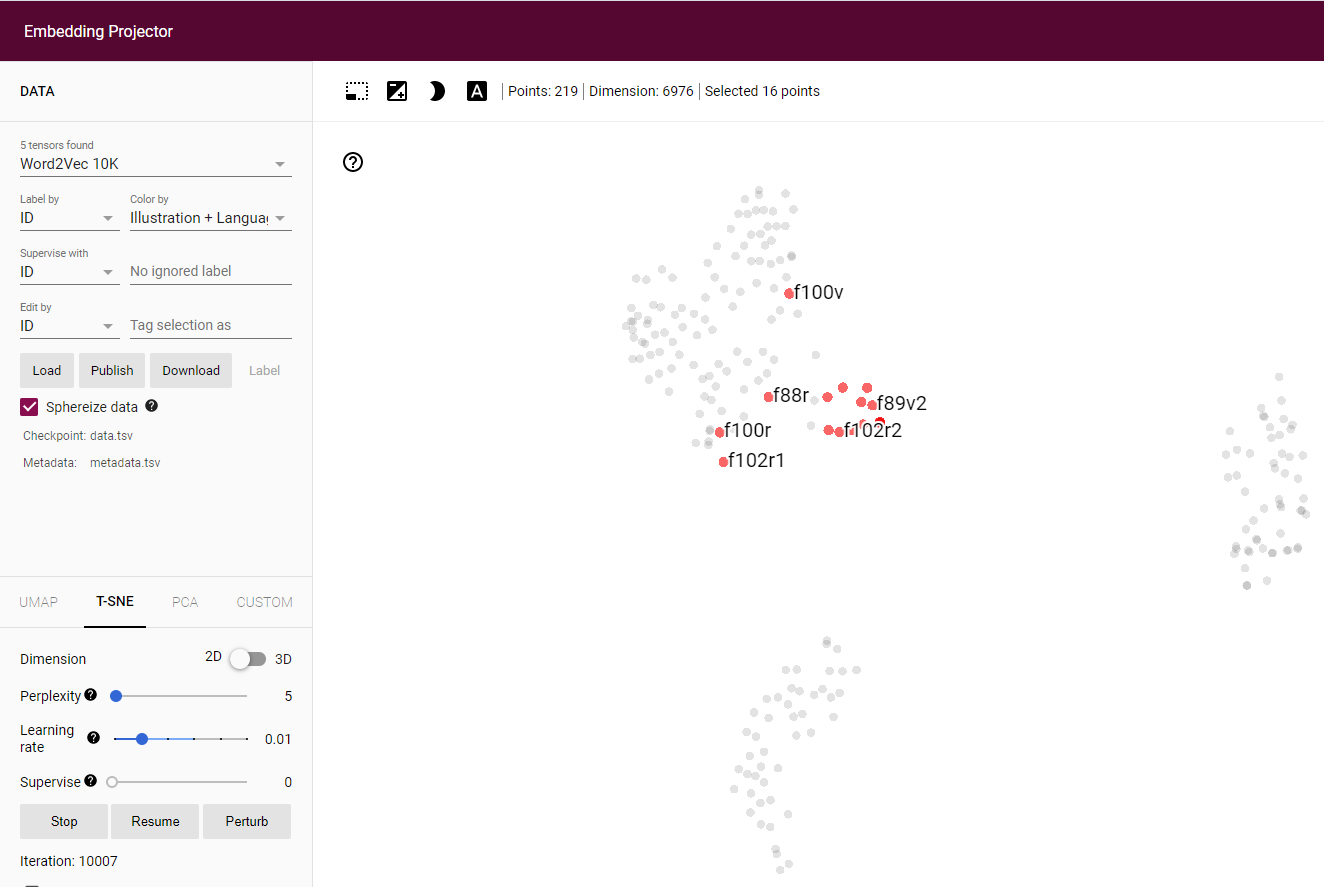 Embedding Projector
DATA
5 tensors found
Word2Vec 10K
Label by Color by
ID Illustration + Langua
Supervise with
ID No ignored label
Edit by
ID Tag selection as
Load Publish Download Label
Sphereize data ?
Checkpoint: data.tsv
Metadata: metadata.tsv
UMAP T-SNE PCA CUSTOM
Dimension 2D 3D
Perplexity ? 5
Learning rate ? 0.01
Supervise ? 0
Stop Resume Perturb
Iteration: 10007
A | Points: 219 | Dimension: 6976 | Selected 16 points
?
f100v
f88r
f89v2
f100r
f102r2
f102r1